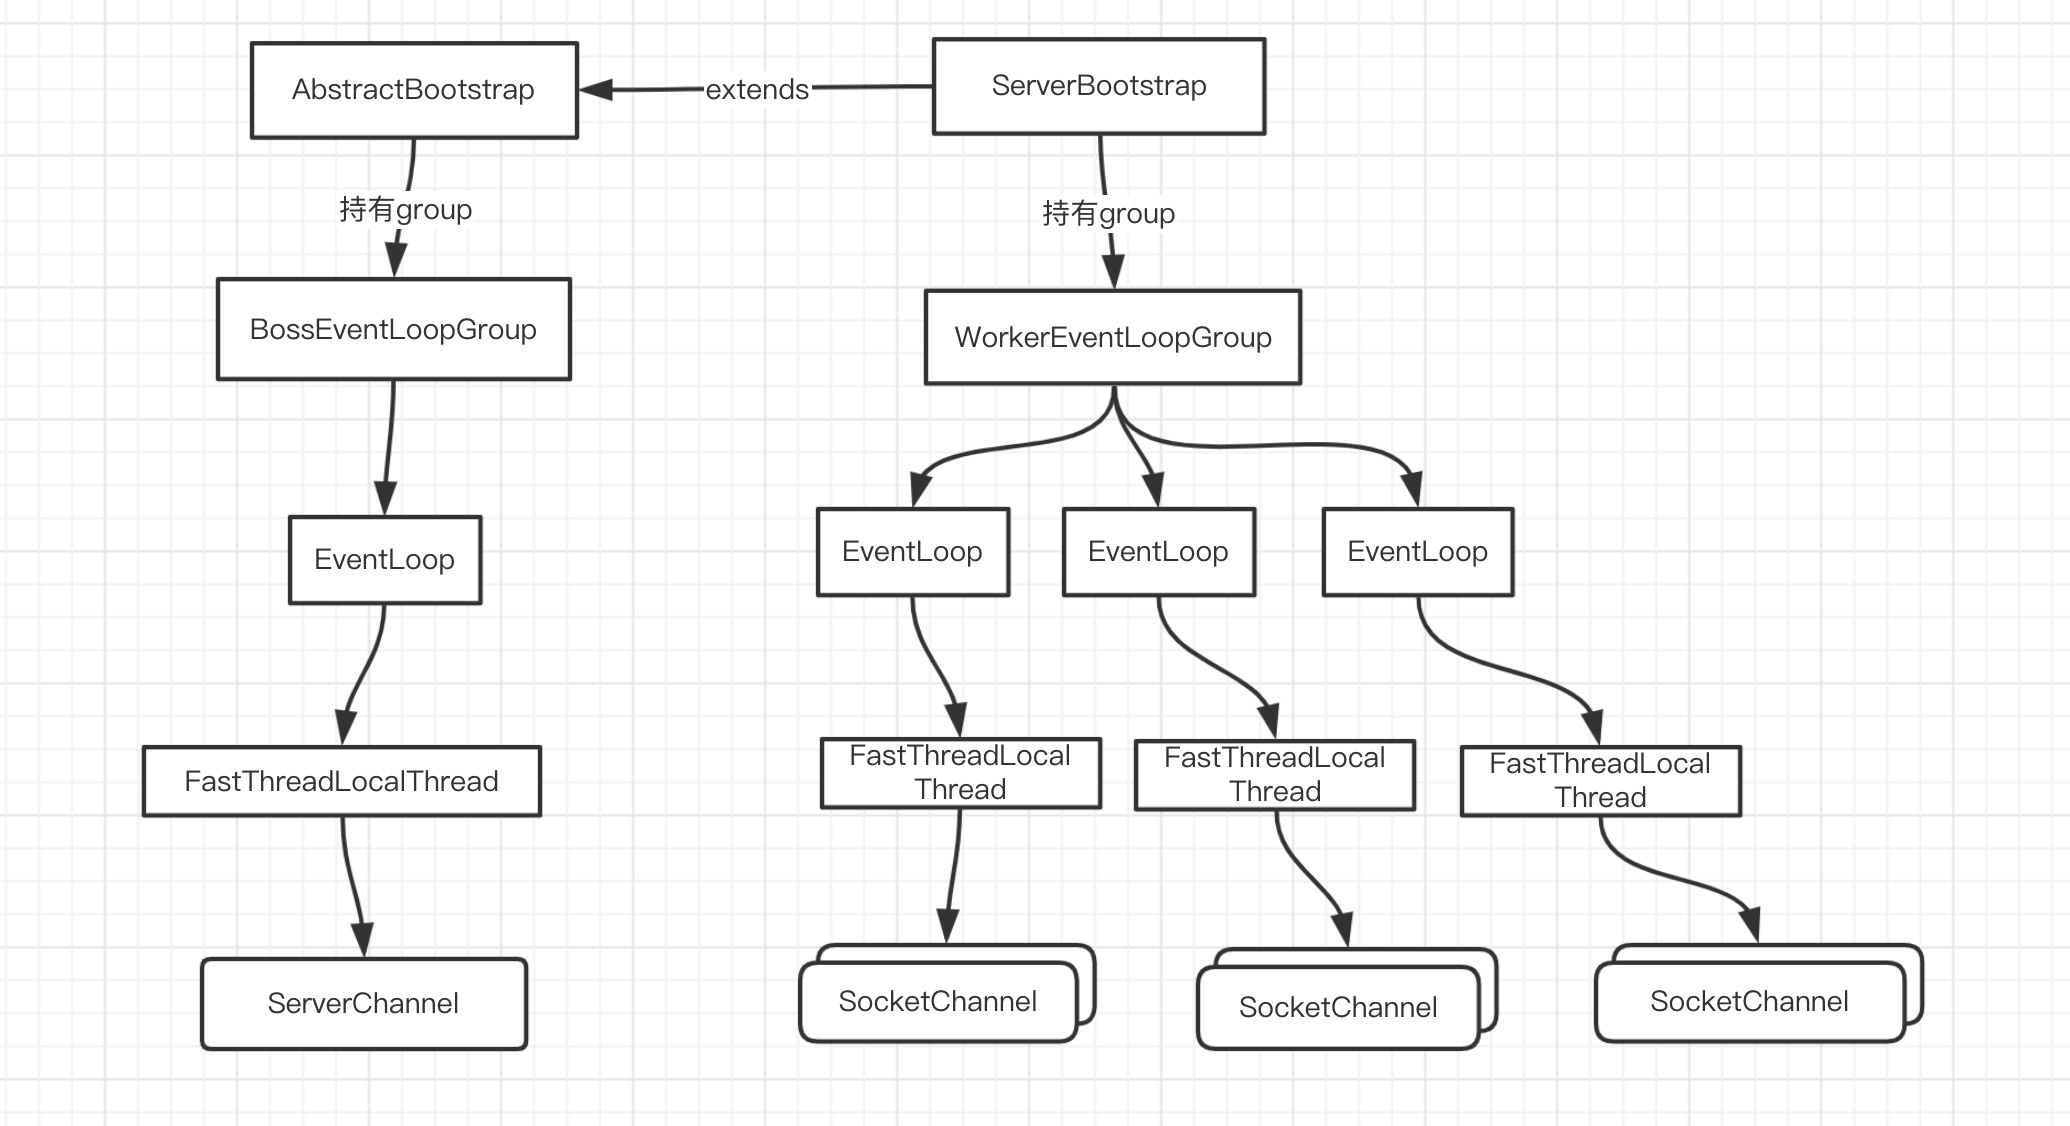 AbstractBootstrap
extends
ServerBootstrap
持有group
持有group
BossEventLoopGroup
WorkerEventLoopGroup
EventLoop
EventLoop
EventLoop
EventLoop
FastThreadLocalThread
FastThreadLocal
Thread
FastThreadLocal
Thread
FastThreadLocal
Thread
ServerChannel
SocketChannel
SocketChannel
SocketChannel